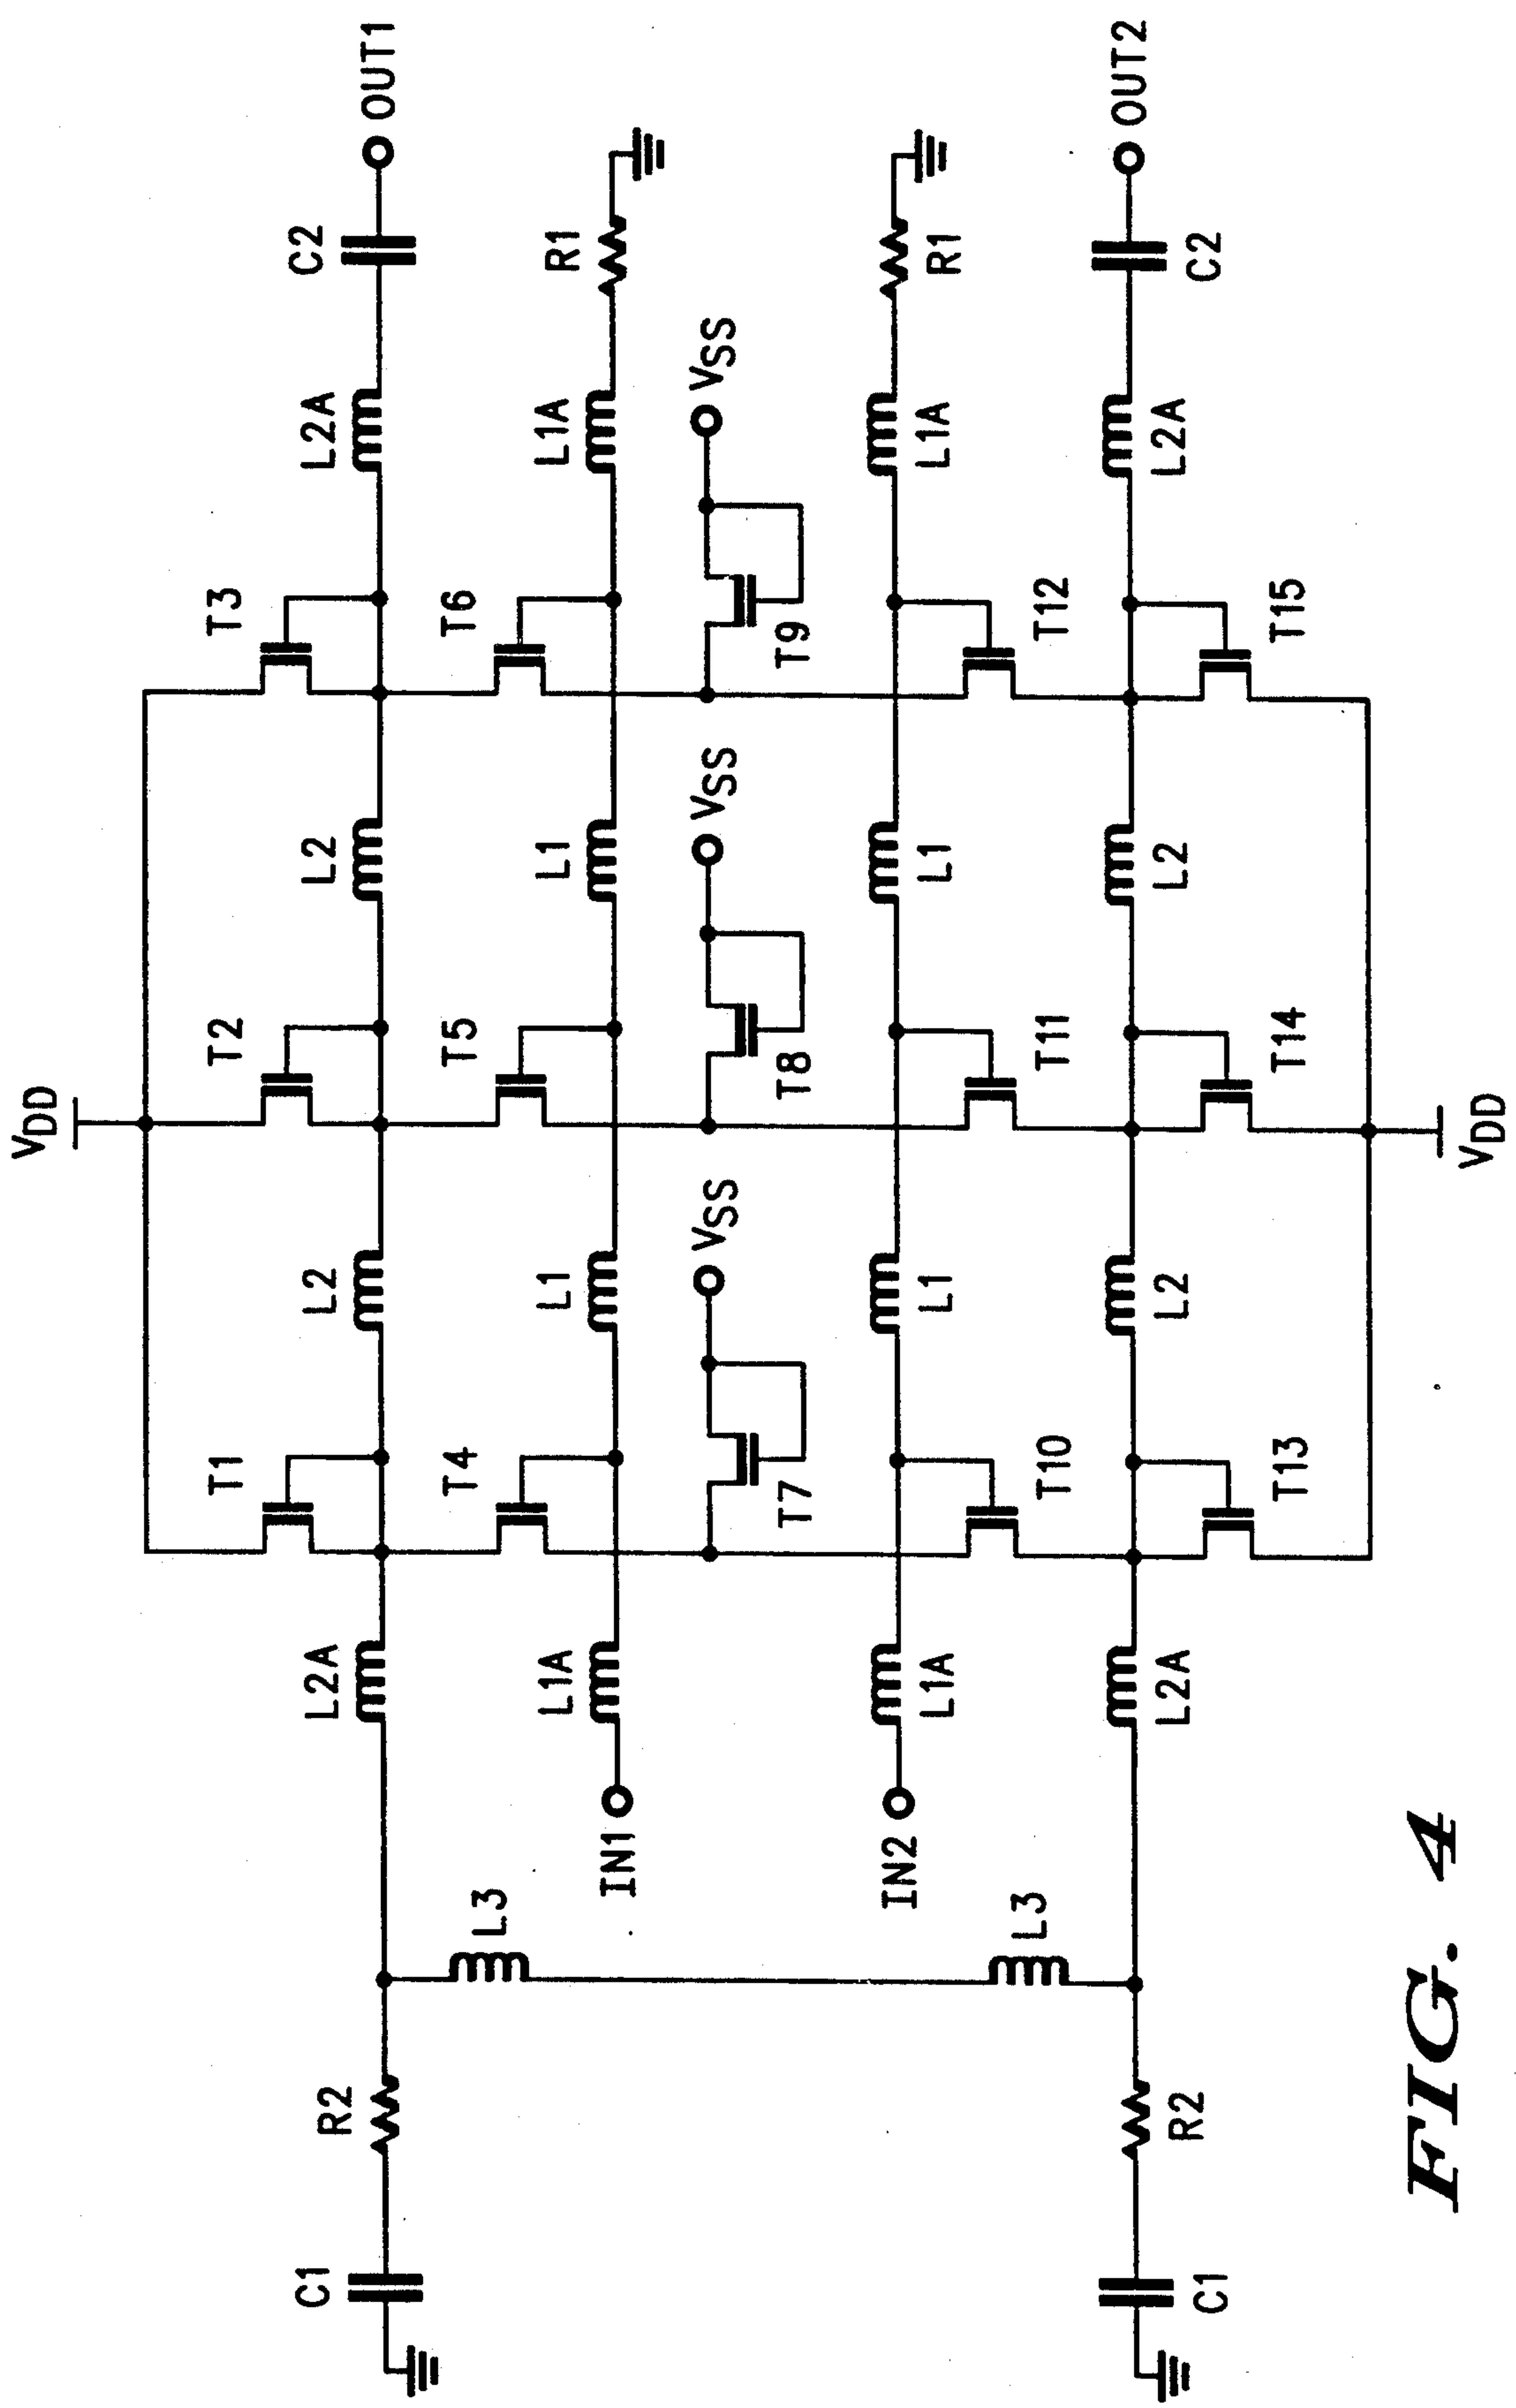 VDD
T1 T2 T3
C1 R2 L2A L2 L2 L2A C2 OUT1
L3 T4 T5 T6
IN1 L1A L1 L1 L1A R1
VSS VSS VSS
T7 T8 T9
IN2 L1A L1 L1 L1A R1
L3 T10 T11 T12
C1 R2 L2A L2 L2 L2A C2 OUT2
T13 T14 T15
VDD
FIG. 4